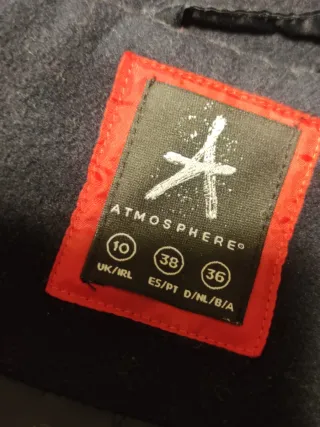 ATMOSPHERE
10 38 36
UK/IRL ES/PT D/NL/B/A